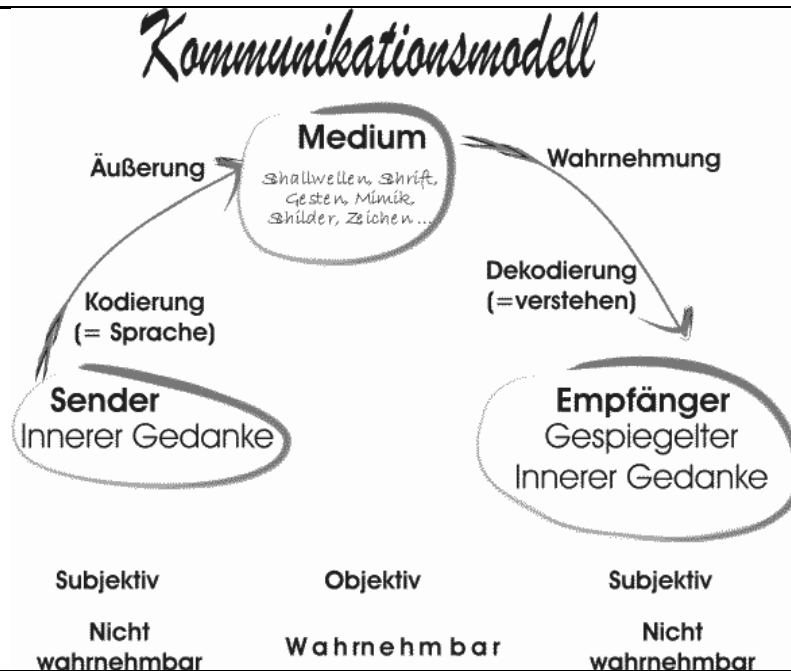 Kommunikationsmodell
Medium
Schallwellen, Schrift,
Gesten, Mimik,
Schilder, Zeichen...
Äußerung
Wahrnehmung
Kodierung
(= Sprache)
Dekodierung
(=verstehen)
Sender
Innerer Gedanke
Empfänger
Gespiegelter
Innerer Gedanke
Subjektiv
Objektiv
Subjektiv
Nicht
wahrnehmbar
Wahrnehmbar
Nicht
wahrnehmbar